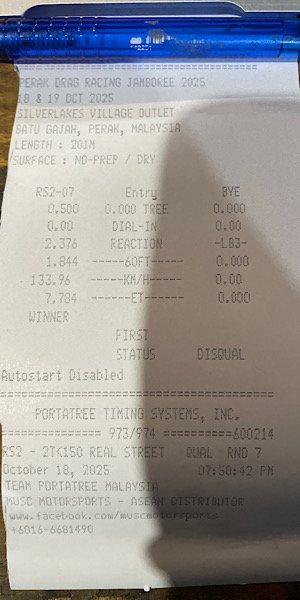 PERAK DRAG RACING JAMBOREE 2025
18 & 19 OCT 2025
SILVERLAKES VILLAGE OUTLET
BATU GAJAH, PERAK, MALAYSIA
LENGTH : 201M
SURFACE : NO-PREP / DRY
RS2-07 Entry BYE
0.500 0.000 TREE 0.000
0.00 DIAL-IN 0.00
2.376 REACTION -LB3-
1.844 -----60FT----- 0.000
133.96 -----KM/H----- 0.00
7.784 ------ET------ 0.000
WINNER
FIRST
STATUS DISQUAL
Autostart Disabled
PORTATREE TIMING SYSTEMS, INC.
========= 973/974 ==========600214
RS2 - 2T<150 REAL STREET QUAL RND 7
October 18, 2025 07:50:42 PM
TEAM PORTATREE MALAYSIA
MUSC MOTORSPORTS - ASEAN DISTRIBUTOR
www.facebook.com/muscmotorsports
+6016-6681490